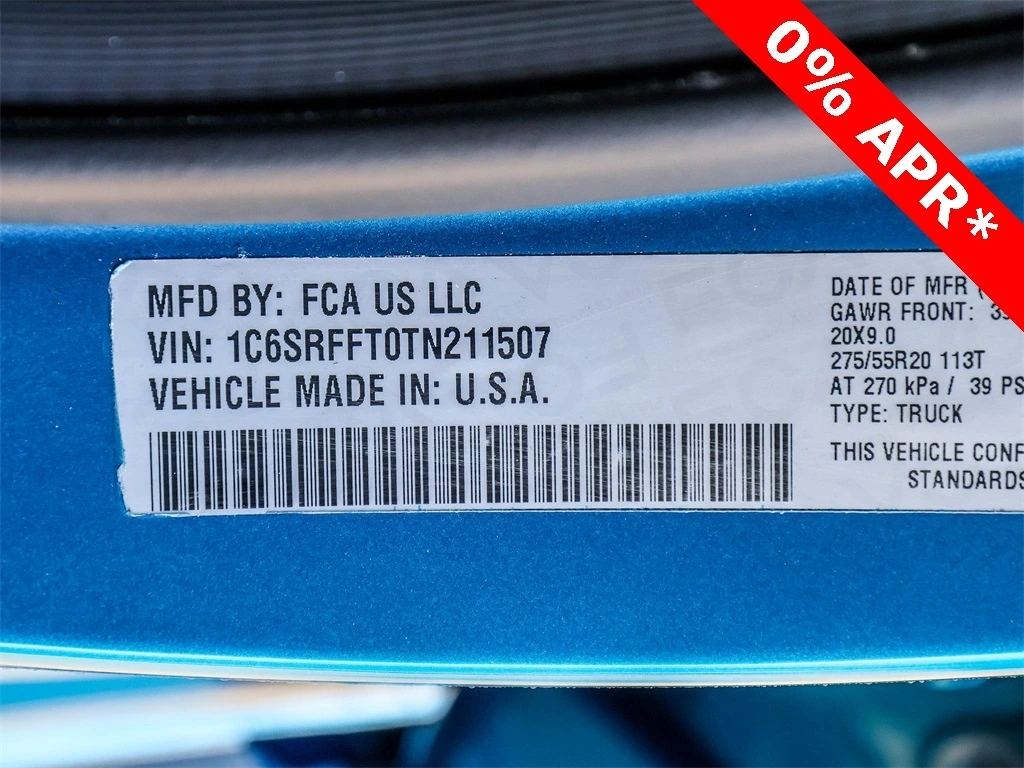 0% APR*
MFD BY: FCA US LLC
VIN: 1C6SRFFT0TN211507
VEHICLE MADE IN: U.S.A.
DATE OF MFR
GAWR FRONT:
20X9.0
275/55R20 113T
AT 270 kPa / 39 PS
TYPE: TRUCK
THIS VEHICLE CONF
STANDARDS